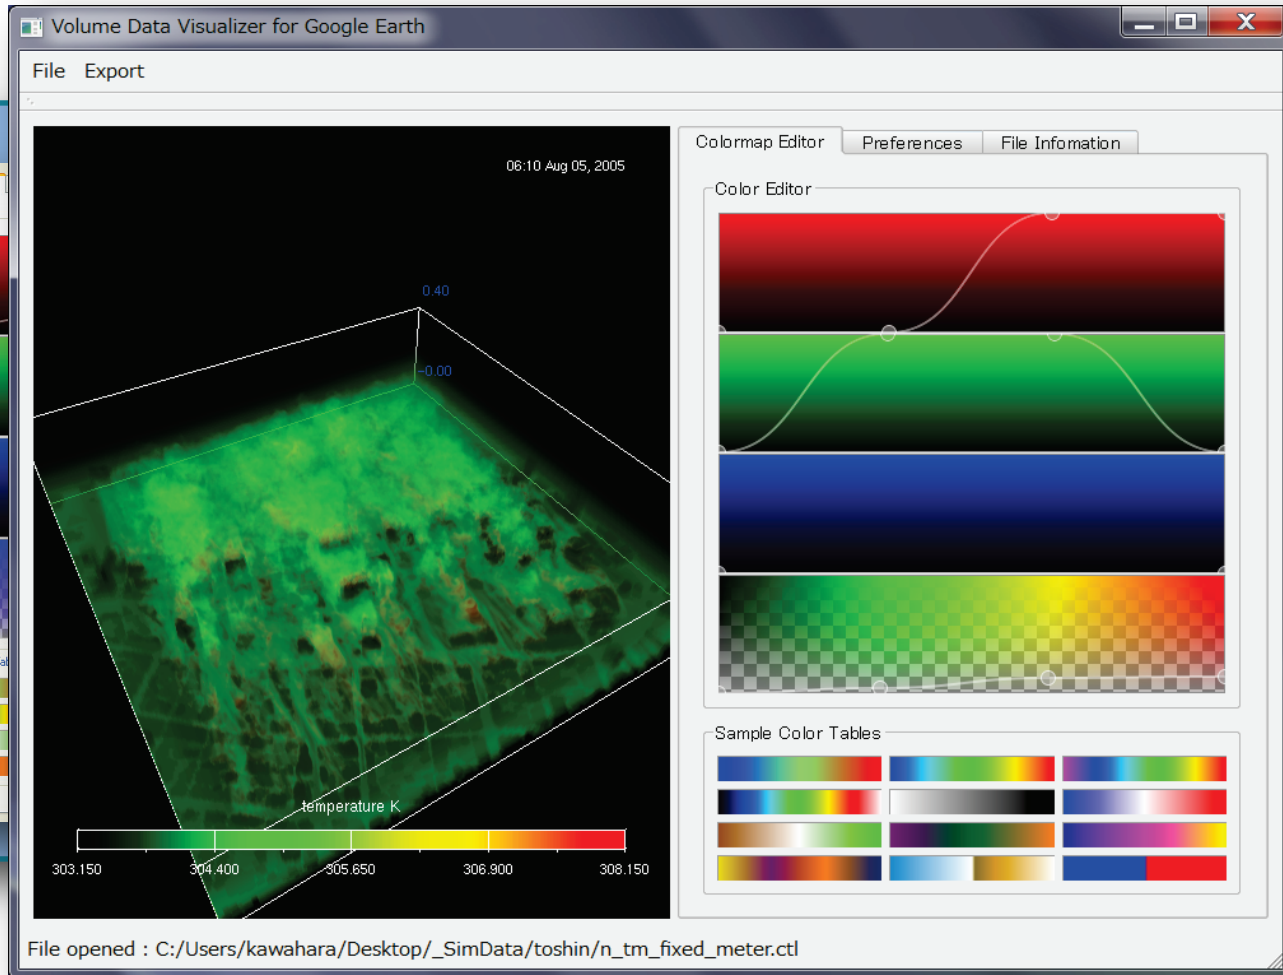 Volume Data Visualizer for Google Earth
File Export
06:10 Aug 05, 2005
0.40
-0.00
temperature K
303.150 304.400 305.650 306.900 308.150
Colormap Editor Preferences File Infomation
Color Editor
Sample Color Tables
File opened : C:/Users/kawahara/Desktop/_SimData/toshin/n_tm_fixed_meter.ctl